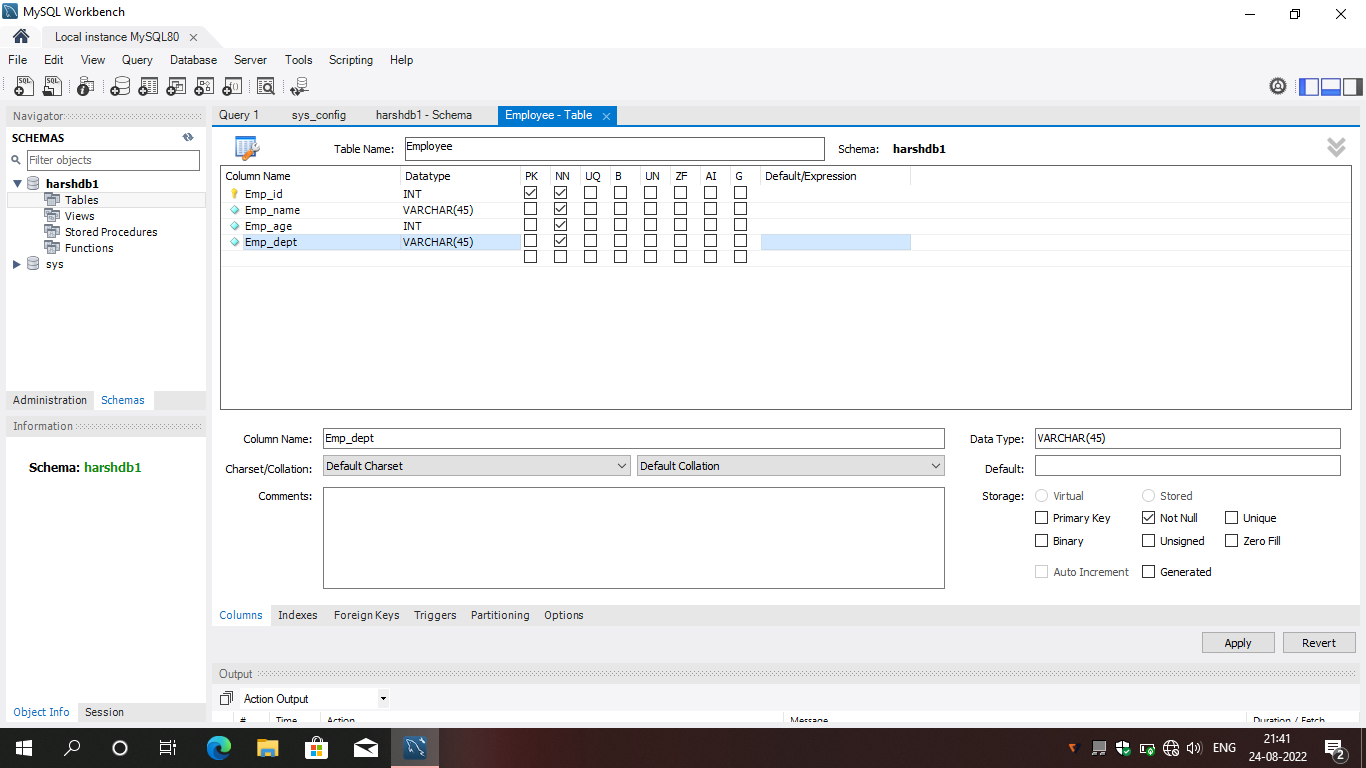 MySQL Workbench
Local instance MySQL80
File Edit View Query Database Server Tools Scripting Help
Navigator
SCHEMAS
Filter objects
harshdb1
Tables
Views
Stored Procedures
Functions
sys
Administration Schemas
Information
Schema: harshdb1
Object Info Session
Query 1 sys_config harshdb1 - Schema Employee - Table
Table Name: Employee Schema: harshdb1
Column Name Datatype PK NN UQ B UN ZF AI G Default/Expression
Emp_id INT
Emp_name VARCHAR(45)
Emp_age INT
Emp_dept VARCHAR(45)
Column Name: Emp_dept Data Type: VARCHAR(45)
Charset/Collation: Default Charset Default Collation Default:
Comments: Storage: Virtual Stored
Primary Key Not Null Unique
Binary Unsigned Zero Fill
Auto Increment Generated
Columns Indexes Foreign Keys Triggers Partitioning Options
Apply Revert
Output
Action Output
# Time Action Message Duration / Fetch
ENG 21:41
24-08-2022
2